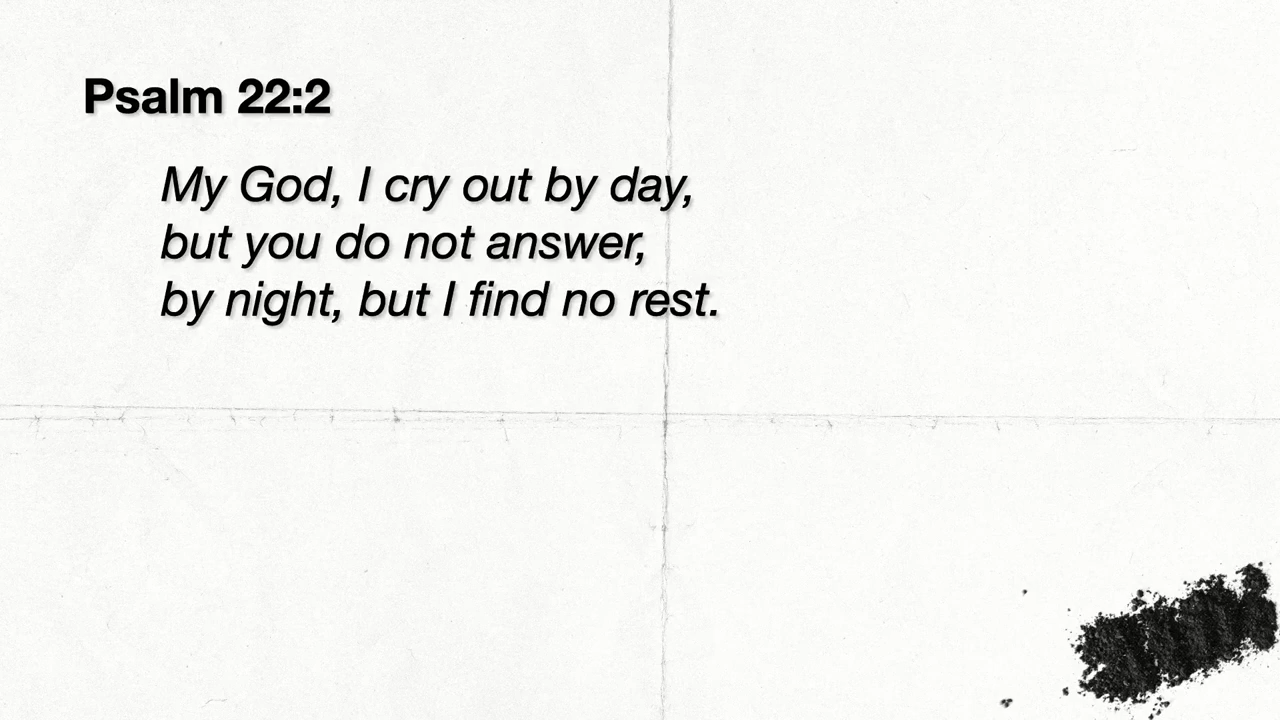 Psalm 22:2
My God, I cry out by day,
but you do not answer,
by night, but I find no rest.